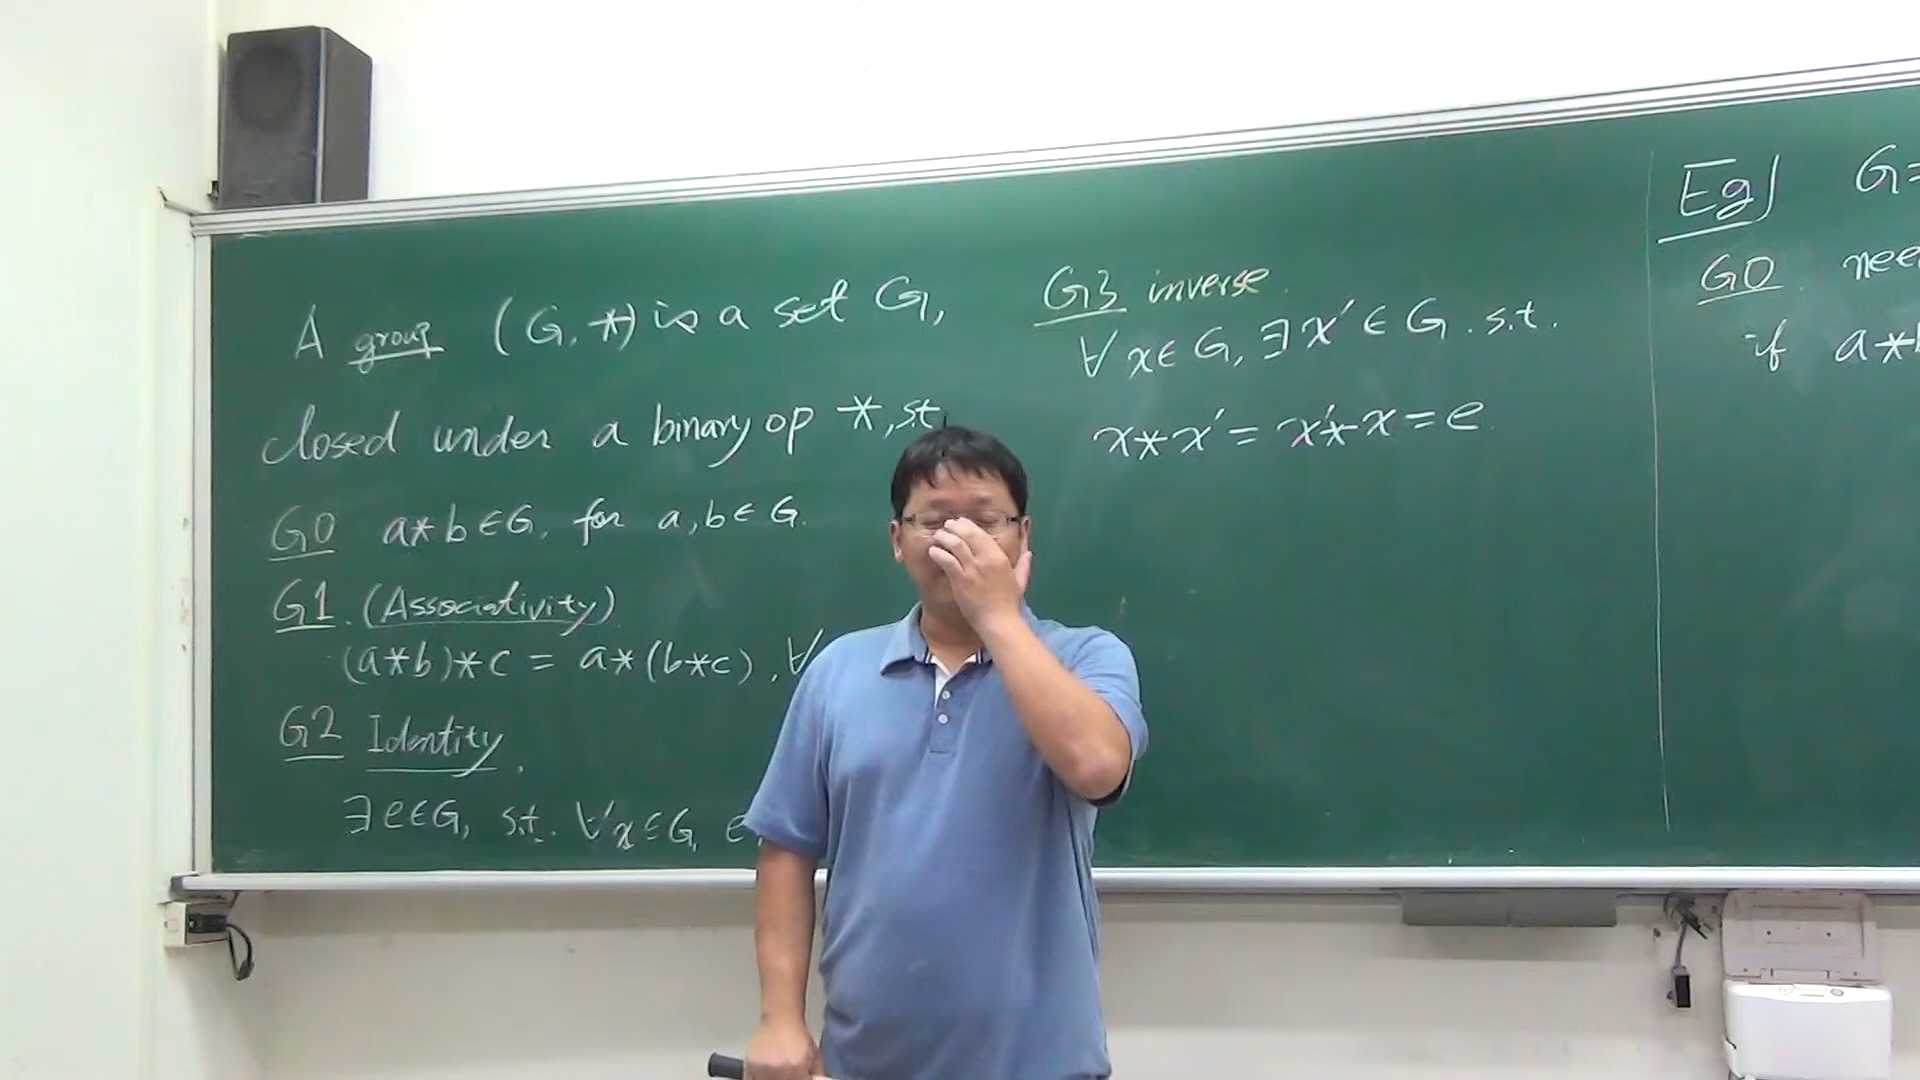 A group (G, *) is a set G,
closed under a binary op *, s.t.
G0 a*b∈G, for a, b∈G.
G1. (Associativity)
(a*b)*c = a*(b*c), ∀
G2 Identity.
∃e∈G, s.t. ∀x∈G, e
G3 inverse.
∀x∈G, ∃x'∈G. s.t.
x*x' = x'*x = e.
Eg) G=
G0. nee
if a*b